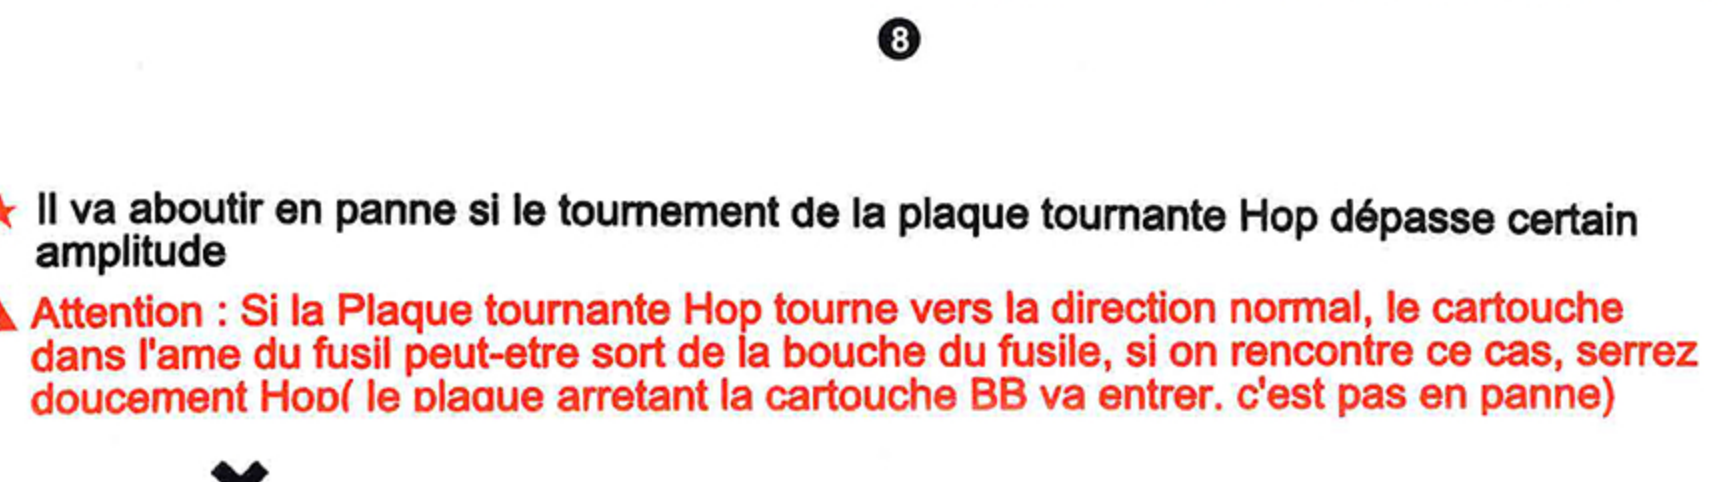 8
Il va aboutir en panne si le tournement de la plaque tournante Hop dépasse certain
amplitude
Attention : Si la Plaque tournante Hop tourne vers la direction normal, le cartouche
dans l'ame du fusil peut-etre sort de la bouche du fusile, si on rencontre ce cas, serrez
doucement Hop( le plaque arretant la cartouche BB va entrer. c'est pas en panne)